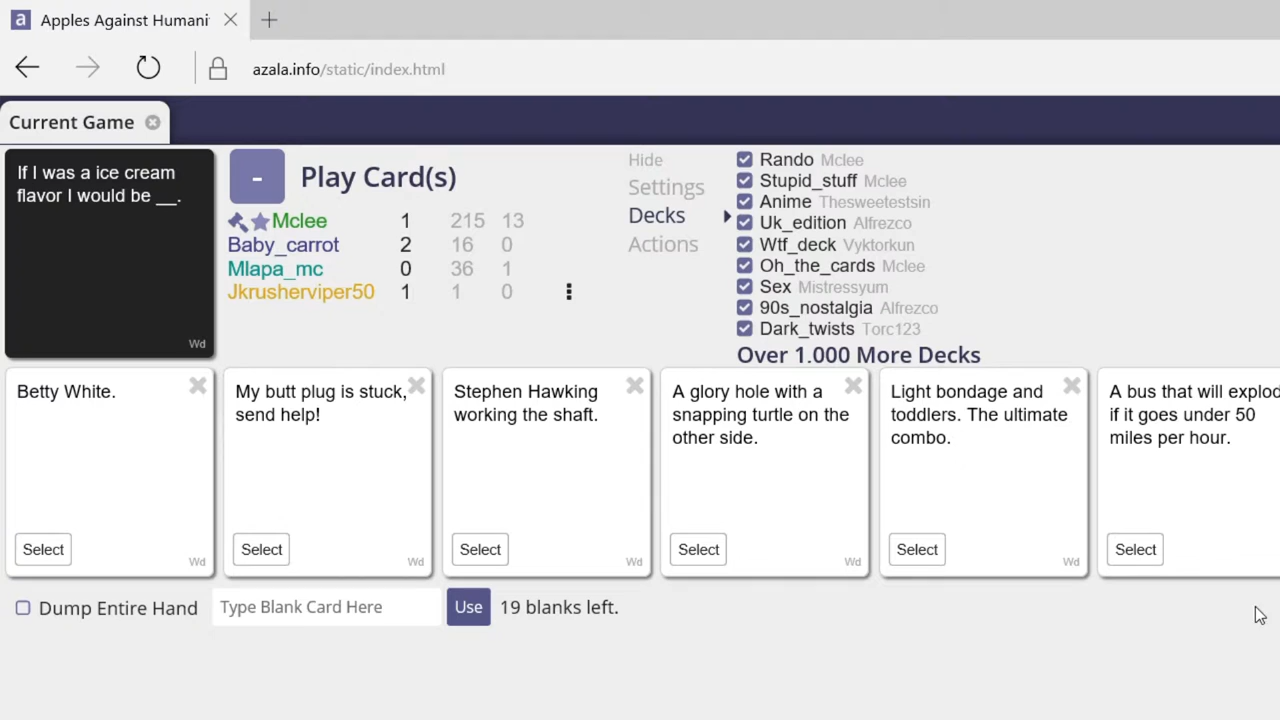 a Apples Against Humani
azala.info/static/index.html
Current Game
If I was a ice cream
flavor I would be __.
Wd
-
Play Card(s)
Mclee 1 215 13
Baby_carrot 2 16 0
Mlapa_mc 0 36 1
Jkrusherviper50 1 1 0
Hide
Settings
Decks
Actions
Rando Mclee
Stupid_stuff Mclee
Anime Thesweetestsin
Uk_edition Alfrezco
Wtf_deck Vyktorkun
Oh_the_cards Mclee
Sex Mistressyum
90s_nostalgia Alfrezco
Dark_twists Torc123
Over 1,000 More Decks
Betty White.
Select
Wd
My butt plug is stuck,
send help!
Select
Wd
Stephen Hawking
working the shaft.
Select
Wd
A glory hole with a
snapping turtle on the
other side.
Select
Wd
Light bondage and
toddlers. The ultimate
combo.
Select
Wd
A bus that will explod
if it goes under 50
miles per hour.
Select
Dump Entire Hand
Type Blank Card Here
Use
19 blanks left.